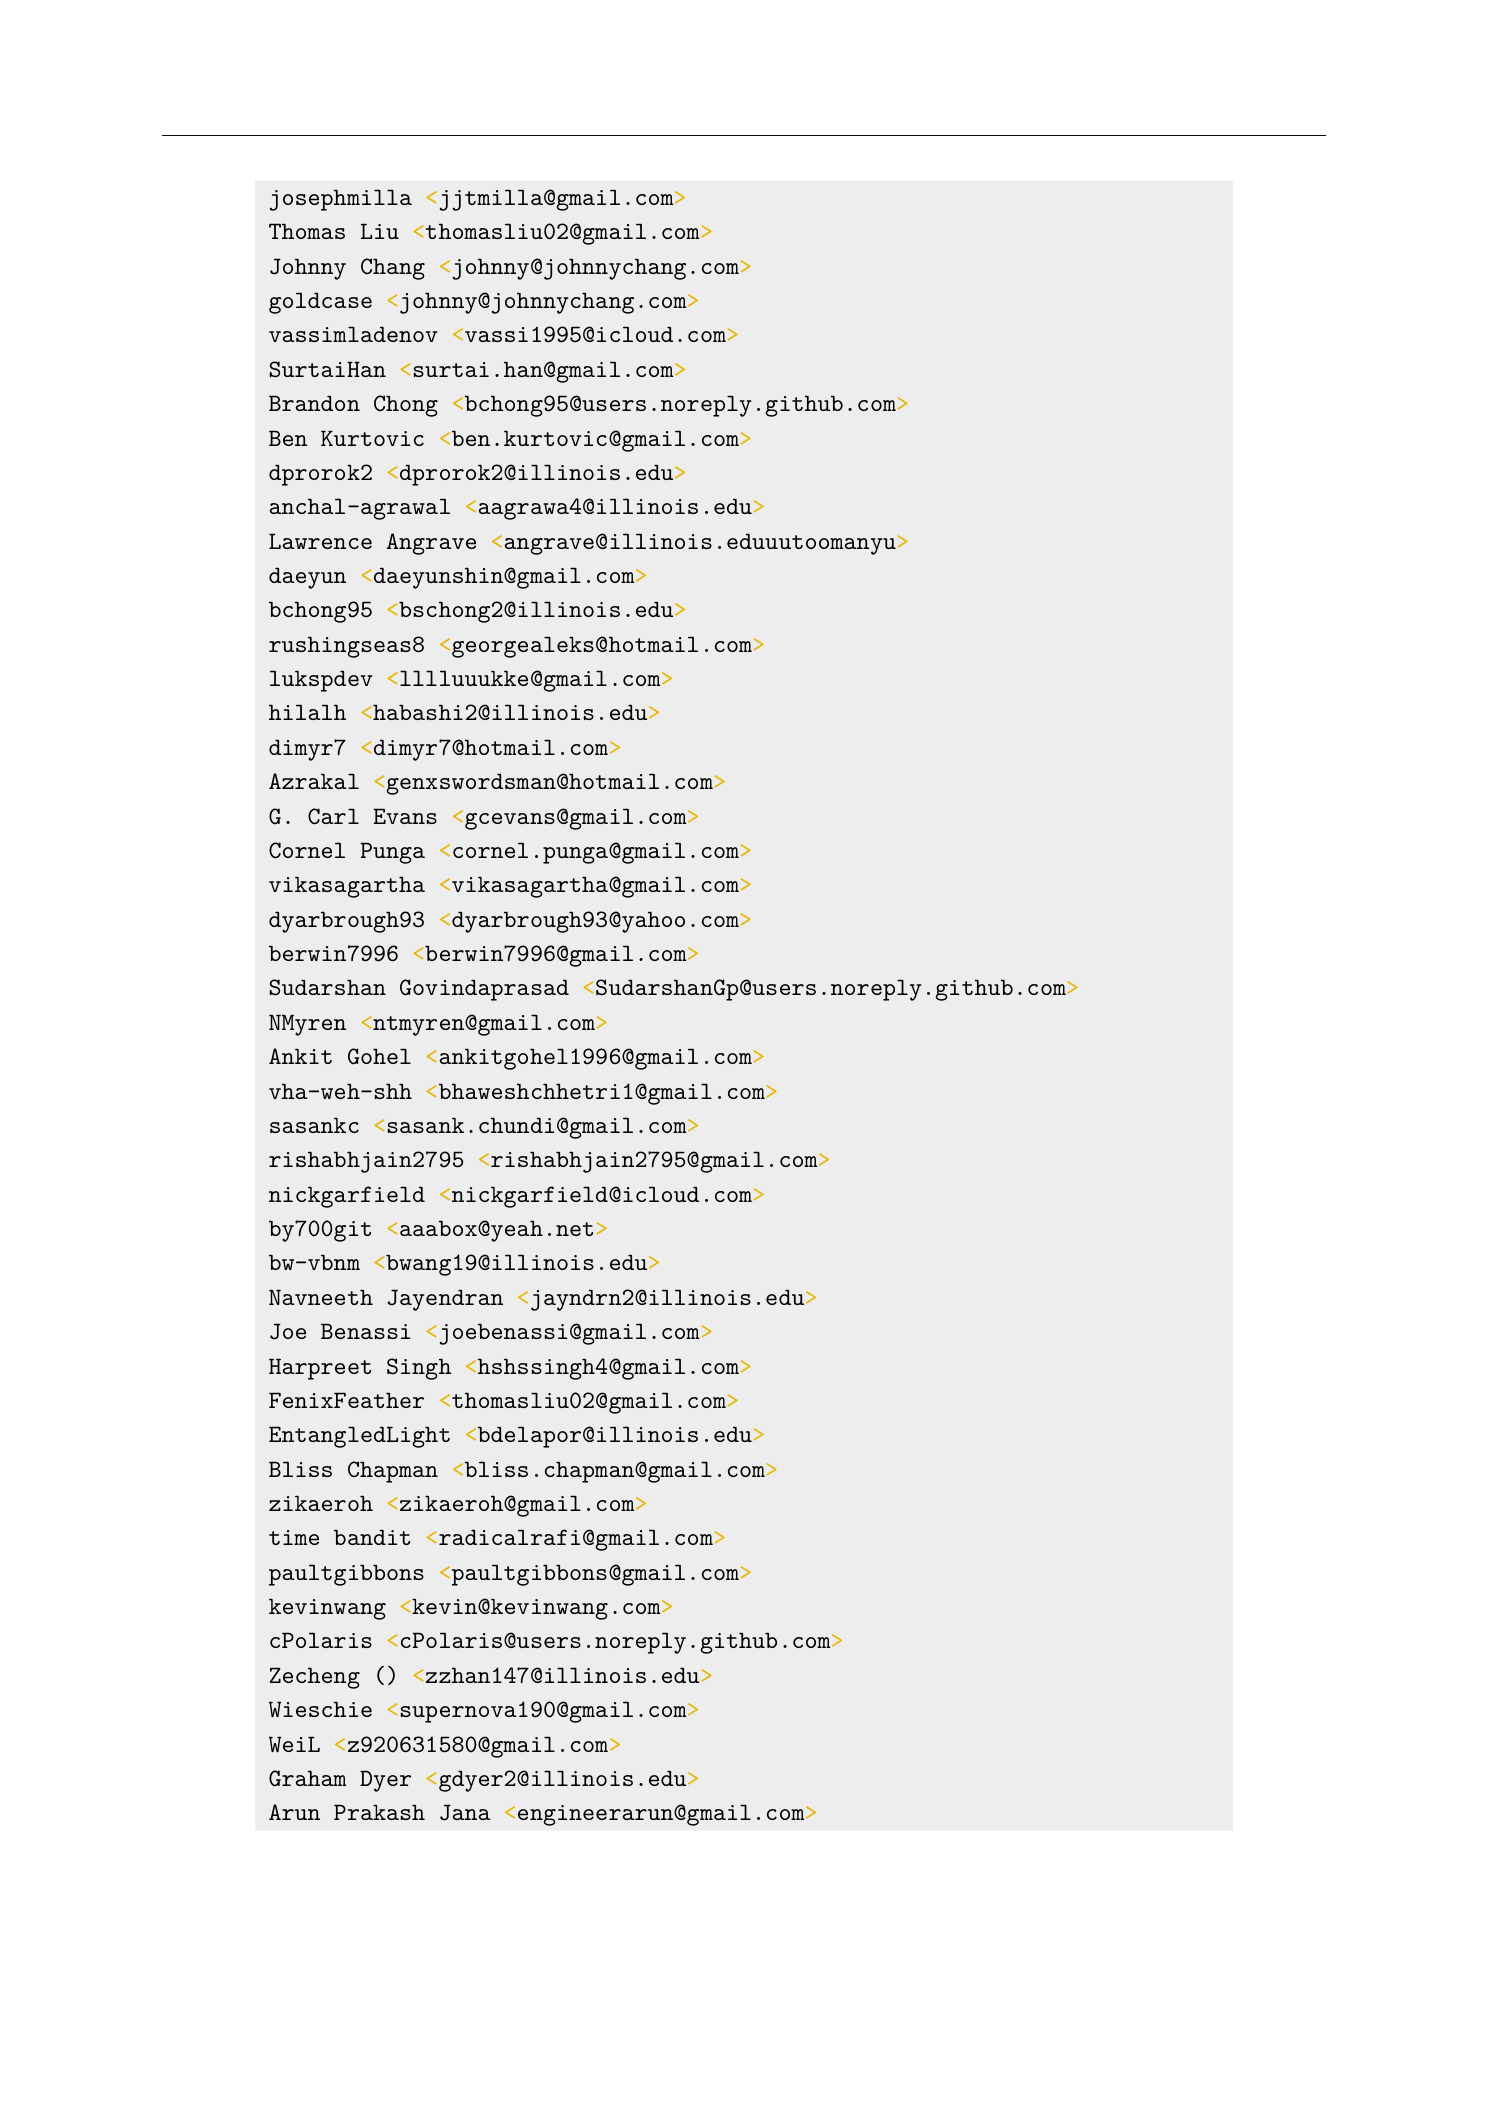 josephmilla <jjtmilla@gmail.com>
Thomas Liu <thomasliu02@gmail.com>
Johnny Chang <johnny@johnnychang.com>
goldcase <johnny@johnnychang.com>
vassimladenov <vassi1995@icloud.com>
SurtaiHan <surtai.han@gmail.com>
Brandon Chong <bchong95@users.noreply.github.com>
Ben Kurtovic <ben.kurtovic@gmail.com>
dprorok2 <dprorok2@illinois.edu>
anchal-agrawal <aagrawa4@illinois.edu>
Lawrence Angrave <angrave@illinois.eduuutoomanyu>
daeyun <daeyunshin@gmail.com>
bchong95 <bschong2@illinois.edu>
rushingseas8 <georgealeks@hotmail.com>
lukspdev <lllluuukke@gmail.com>
hilalh <habashi2@illinois.edu>
dimyr7 <dimyr7@hotmail.com>
Azrakal <genxswordsman@hotmail.com>
G. Carl Evans <gcevans@gmail.com>
Cornel Punga <cornel.punga@gmail.com>
vikasagartha <vikasagartha@gmail.com>
dyarbrough93 <dyarbrough93@yahoo.com>
berwin7996 <berwin7996@gmail.com>
Sudarshan Govindaprasad <SudarshanGp@users.noreply.github.com>
NMyren <ntmyren@gmail.com>
Ankit Gohel <ankitgohel1996@gmail.com>
vha-weh-shh <bhaweshchhetri1@gmail.com>
sasankc <sasank.chundi@gmail.com>
rishabhjain2795 <rishabhjain2795@gmail.com>
nickgarfield <nickgarfield@icloud.com>
by700git <aaabox@yeah.net>
bw-vbnm <bwang19@illinois.edu>
Navneeth Jayendran <jayndrn2@illinois.edu>
Joe Benassi <joebenassi@gmail.com>
Harpreet Singh <hshssingh4@gmail.com>
FenixFeather <thomasliu02@gmail.com>
EntangledLight <bdelapor@illinois.edu>
Bliss Chapman <bliss.chapman@gmail.com>
zikaeroh <zikaeroh@gmail.com>
time bandit <radicalrafi@gmail.com>
paultgibbons <paultgibbons@gmail.com>
kevinwang <kevin@kevinwang.com>
cPolaris <cPolaris@users.noreply.github.com>
Zecheng () <zzhan147@illinois.edu>
Wieschie <supernova190@gmail.com>
WeiL <z920631580@gmail.com>
Graham Dyer <gdyer2@illinois.edu>
Arun Prakash Jana <engineerarun@gmail.com>